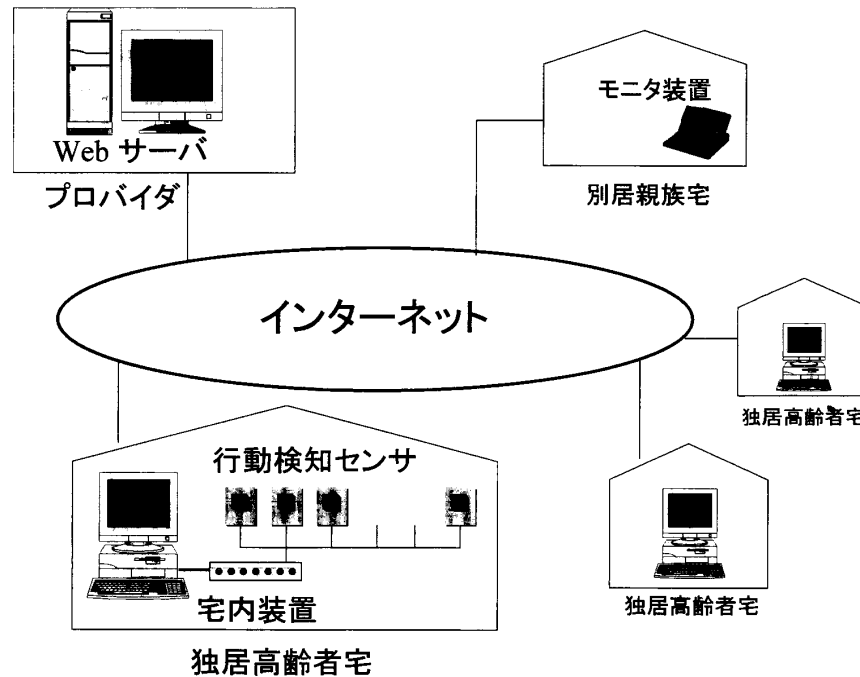 Web サーバ
プロバイダ
モニタ装置
別居親族宅
インターネット
独居高齢者宅
行動検知センサ
宅内装置
独居高齢者宅
独居高齢者宅